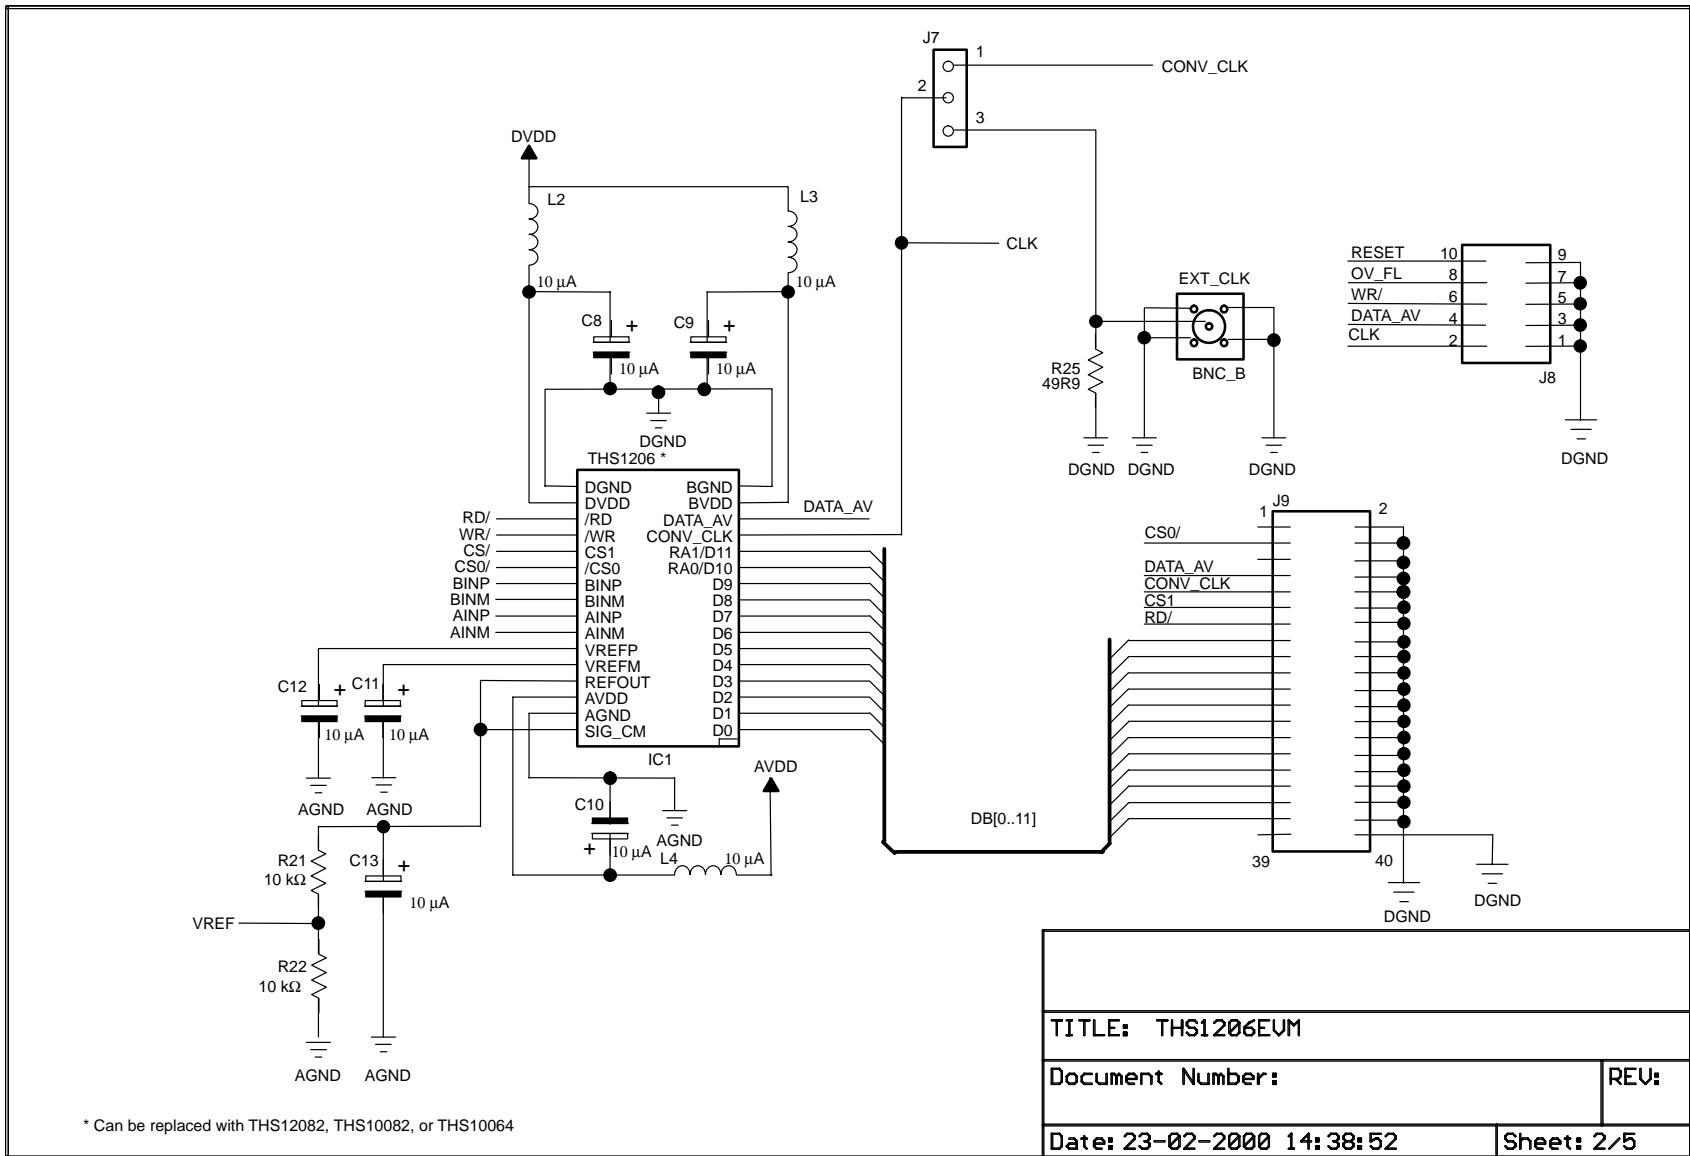 J7
1
CONV_CLK
2
3
DVDD
L2
L3
10 µA
10 µA
CLK
C8
+
10 µA
C9
+
10 µA
DGND
EXT_CLK
BNC_B
R25
49R9
DGND
DGND
DGND
RESET 10 9
OV_FL 8 7
WR/ 6 5
DATA_AV 4 3
CLK 2 1
J8
DGND
THS1206 *
DGND BGND
DVDD BVDD
RD/ /RD DATA_AV DATA_AV
WR/ /WR CONV_CLK
CS/ CS1 RA1/D11
CS0/ /CS0 RA0/D10
BINP BINP D9
BINM BINM D8
AINP AINP D7
AINM AINM D6
VREFP D5
VREFM D4
REFOUT D3
AVDD D2
AGND D1
SIG_CM D0
IC1
C12
+
10 µA
AGND
C11
+
10 µA
AGND
C10
+
10 µA
AGND
L4
10 µA
AVDD
R21
10 kΩ
C13
+
10 µA
VREF
R22
10 kΩ
AGND
AGND
DB[0..11]
J9
1
2
CS0/
DATA_AV
CONV_CLK
CS1
RD/
39
40
DGND
DGND
TITLE: THS1206EVM
Document Number:
REV:
Date: 23-02-2000 14:38:52
Sheet: 2/5
* Can be replaced with THS12082, THS10082, or THS10064